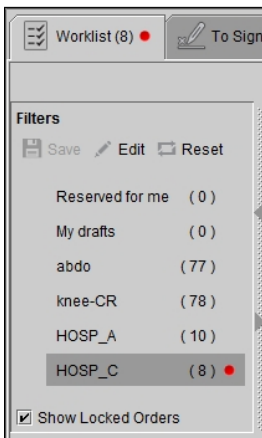 Worklist (8) To Sign
Filters
Save Edit Reset
Reserved for me (0)
My drafts (0)
abdo (77)
knee-CR (78)
HOSP_A (10)
HOSP_C (8)
Show Locked Orders